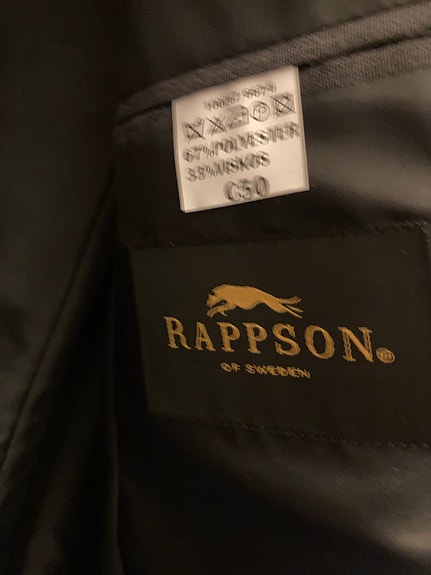 67%POLYESTER
33%VISKOS
C50
RAPPSON®
OF SWEDEN